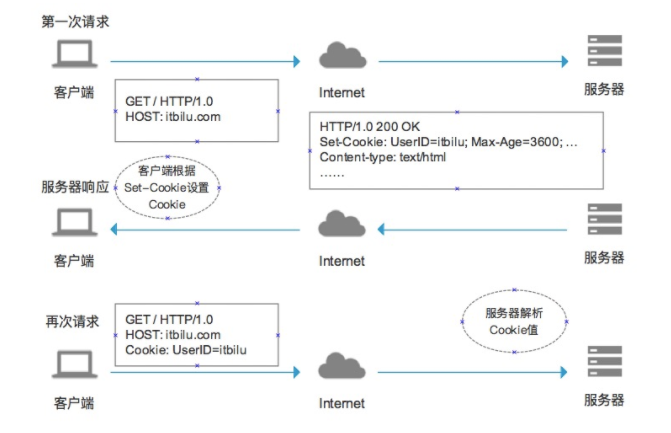 第一次请求
客户端
Internet
服务器
GET / HTTP/1.0
HOST: itbilu.com
HTTP/1.0 200 OK
Set-Cookie: UserID=itbilu; Max-Age=3600; ...
Content-type: text/html
……
客户端根据
Set-Cookie设置
Cookie
服务器响应
客户端
Internet
服务器
再次请求
GET / HTTP/1.0
HOST: itbilu.com
Cookie: UserID=itbilu
服务器解析
Cookie值
客户端
Internet
服务器